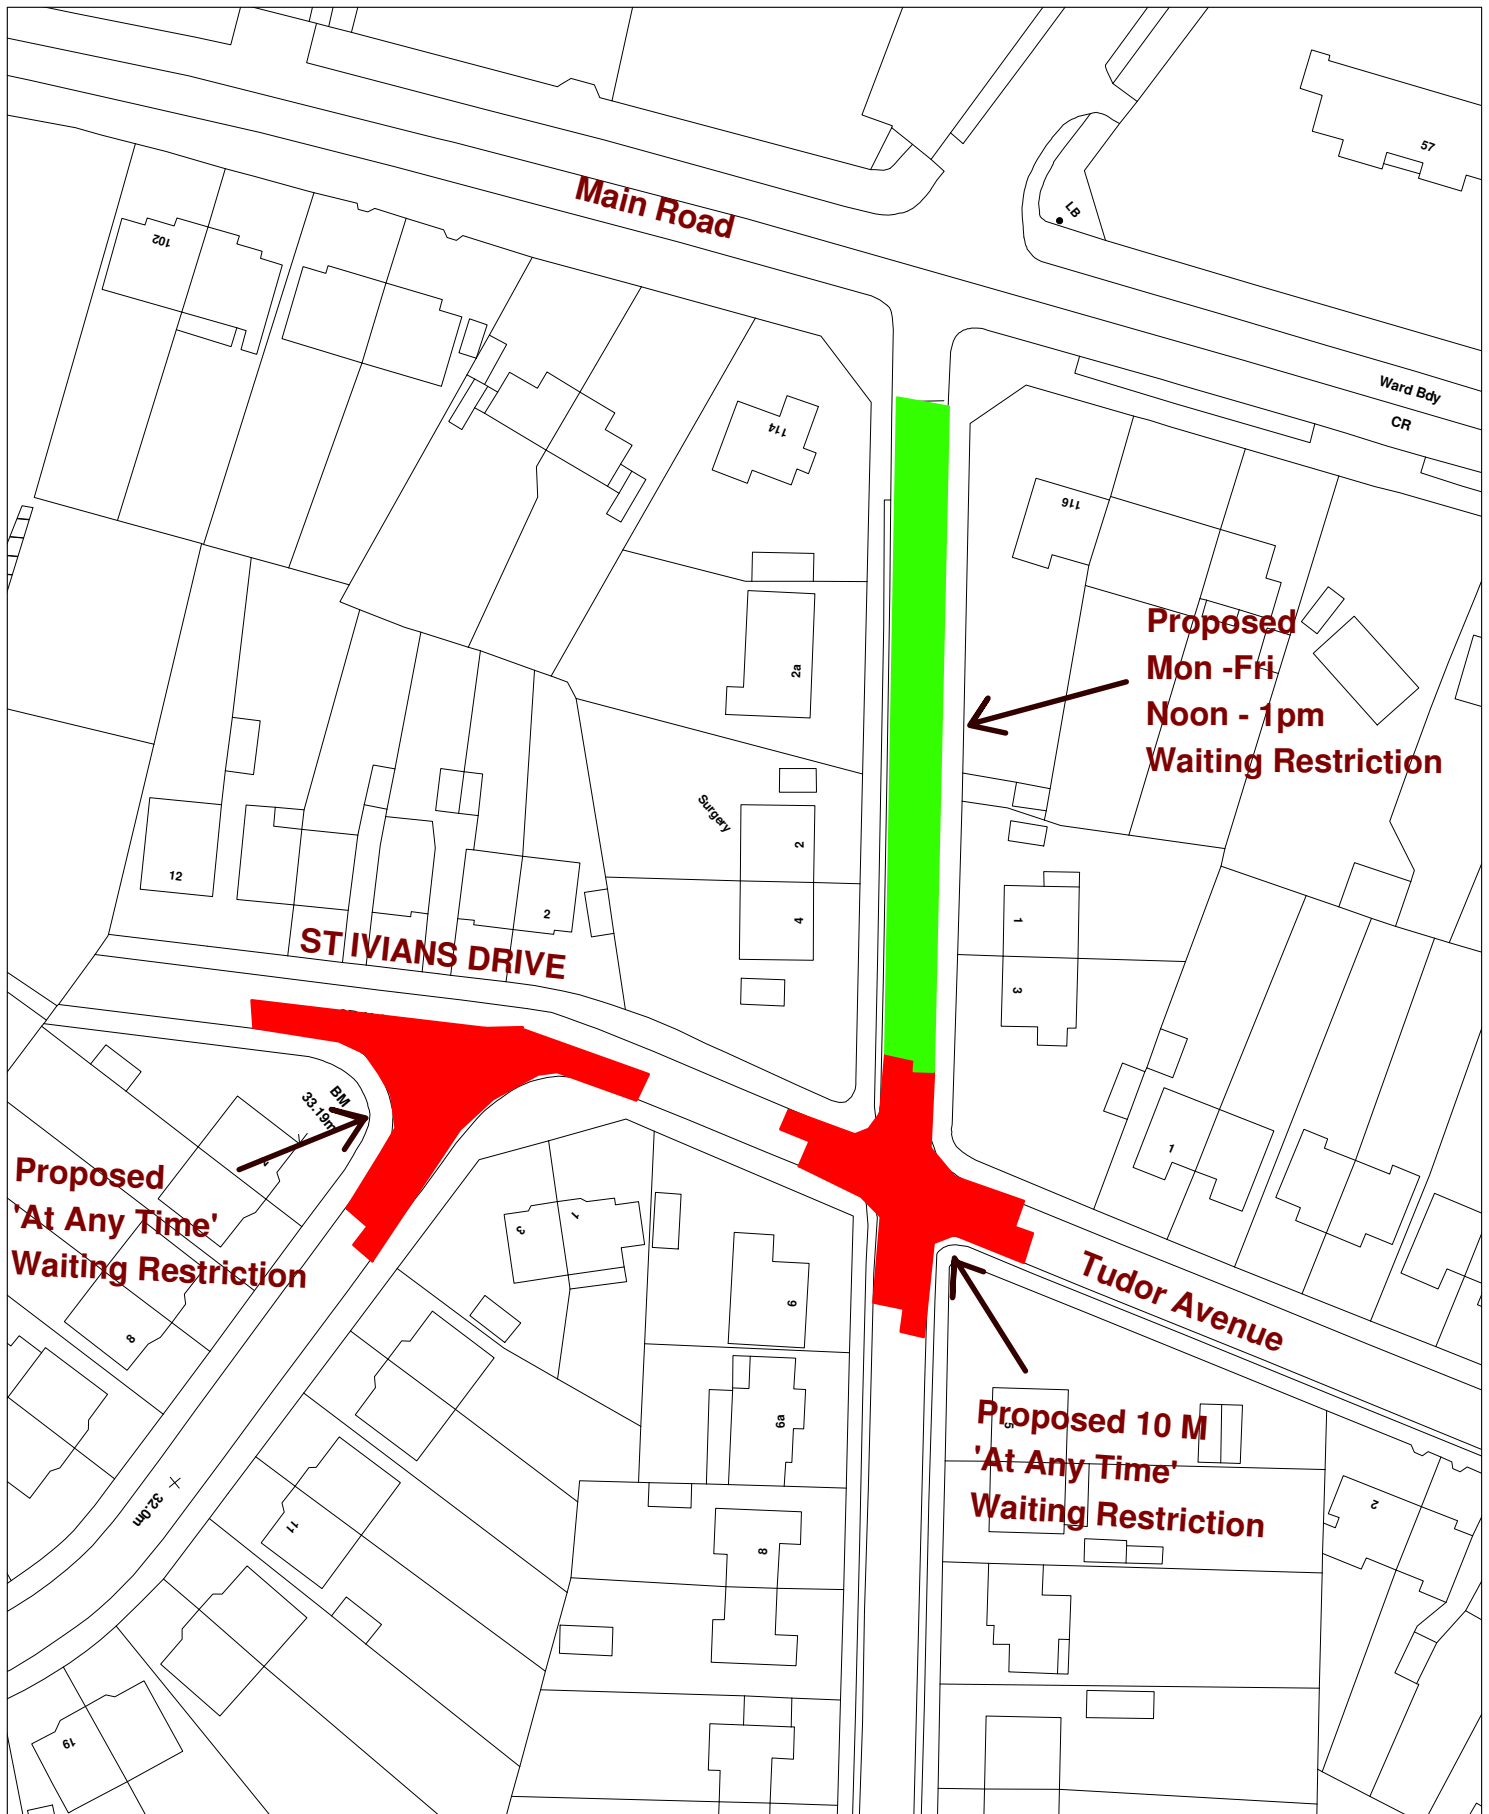 57
LB
Main Road
102
Ward Bdy
CR
114
116
Proposed
Mon -Fri
Noon - 1pm
Waiting Restriction
2a
Surgery
2
12
2
4
1
3
ST IVIANS DRIVE
BM
33.19m
Proposed
'At Any Time'
Waiting Restriction
1
3
1
6
8
Tudor Avenue
6a
5
Proposed 10 M
'At Any Time'
Waiting Restriction
2
32.0m
11
8
19